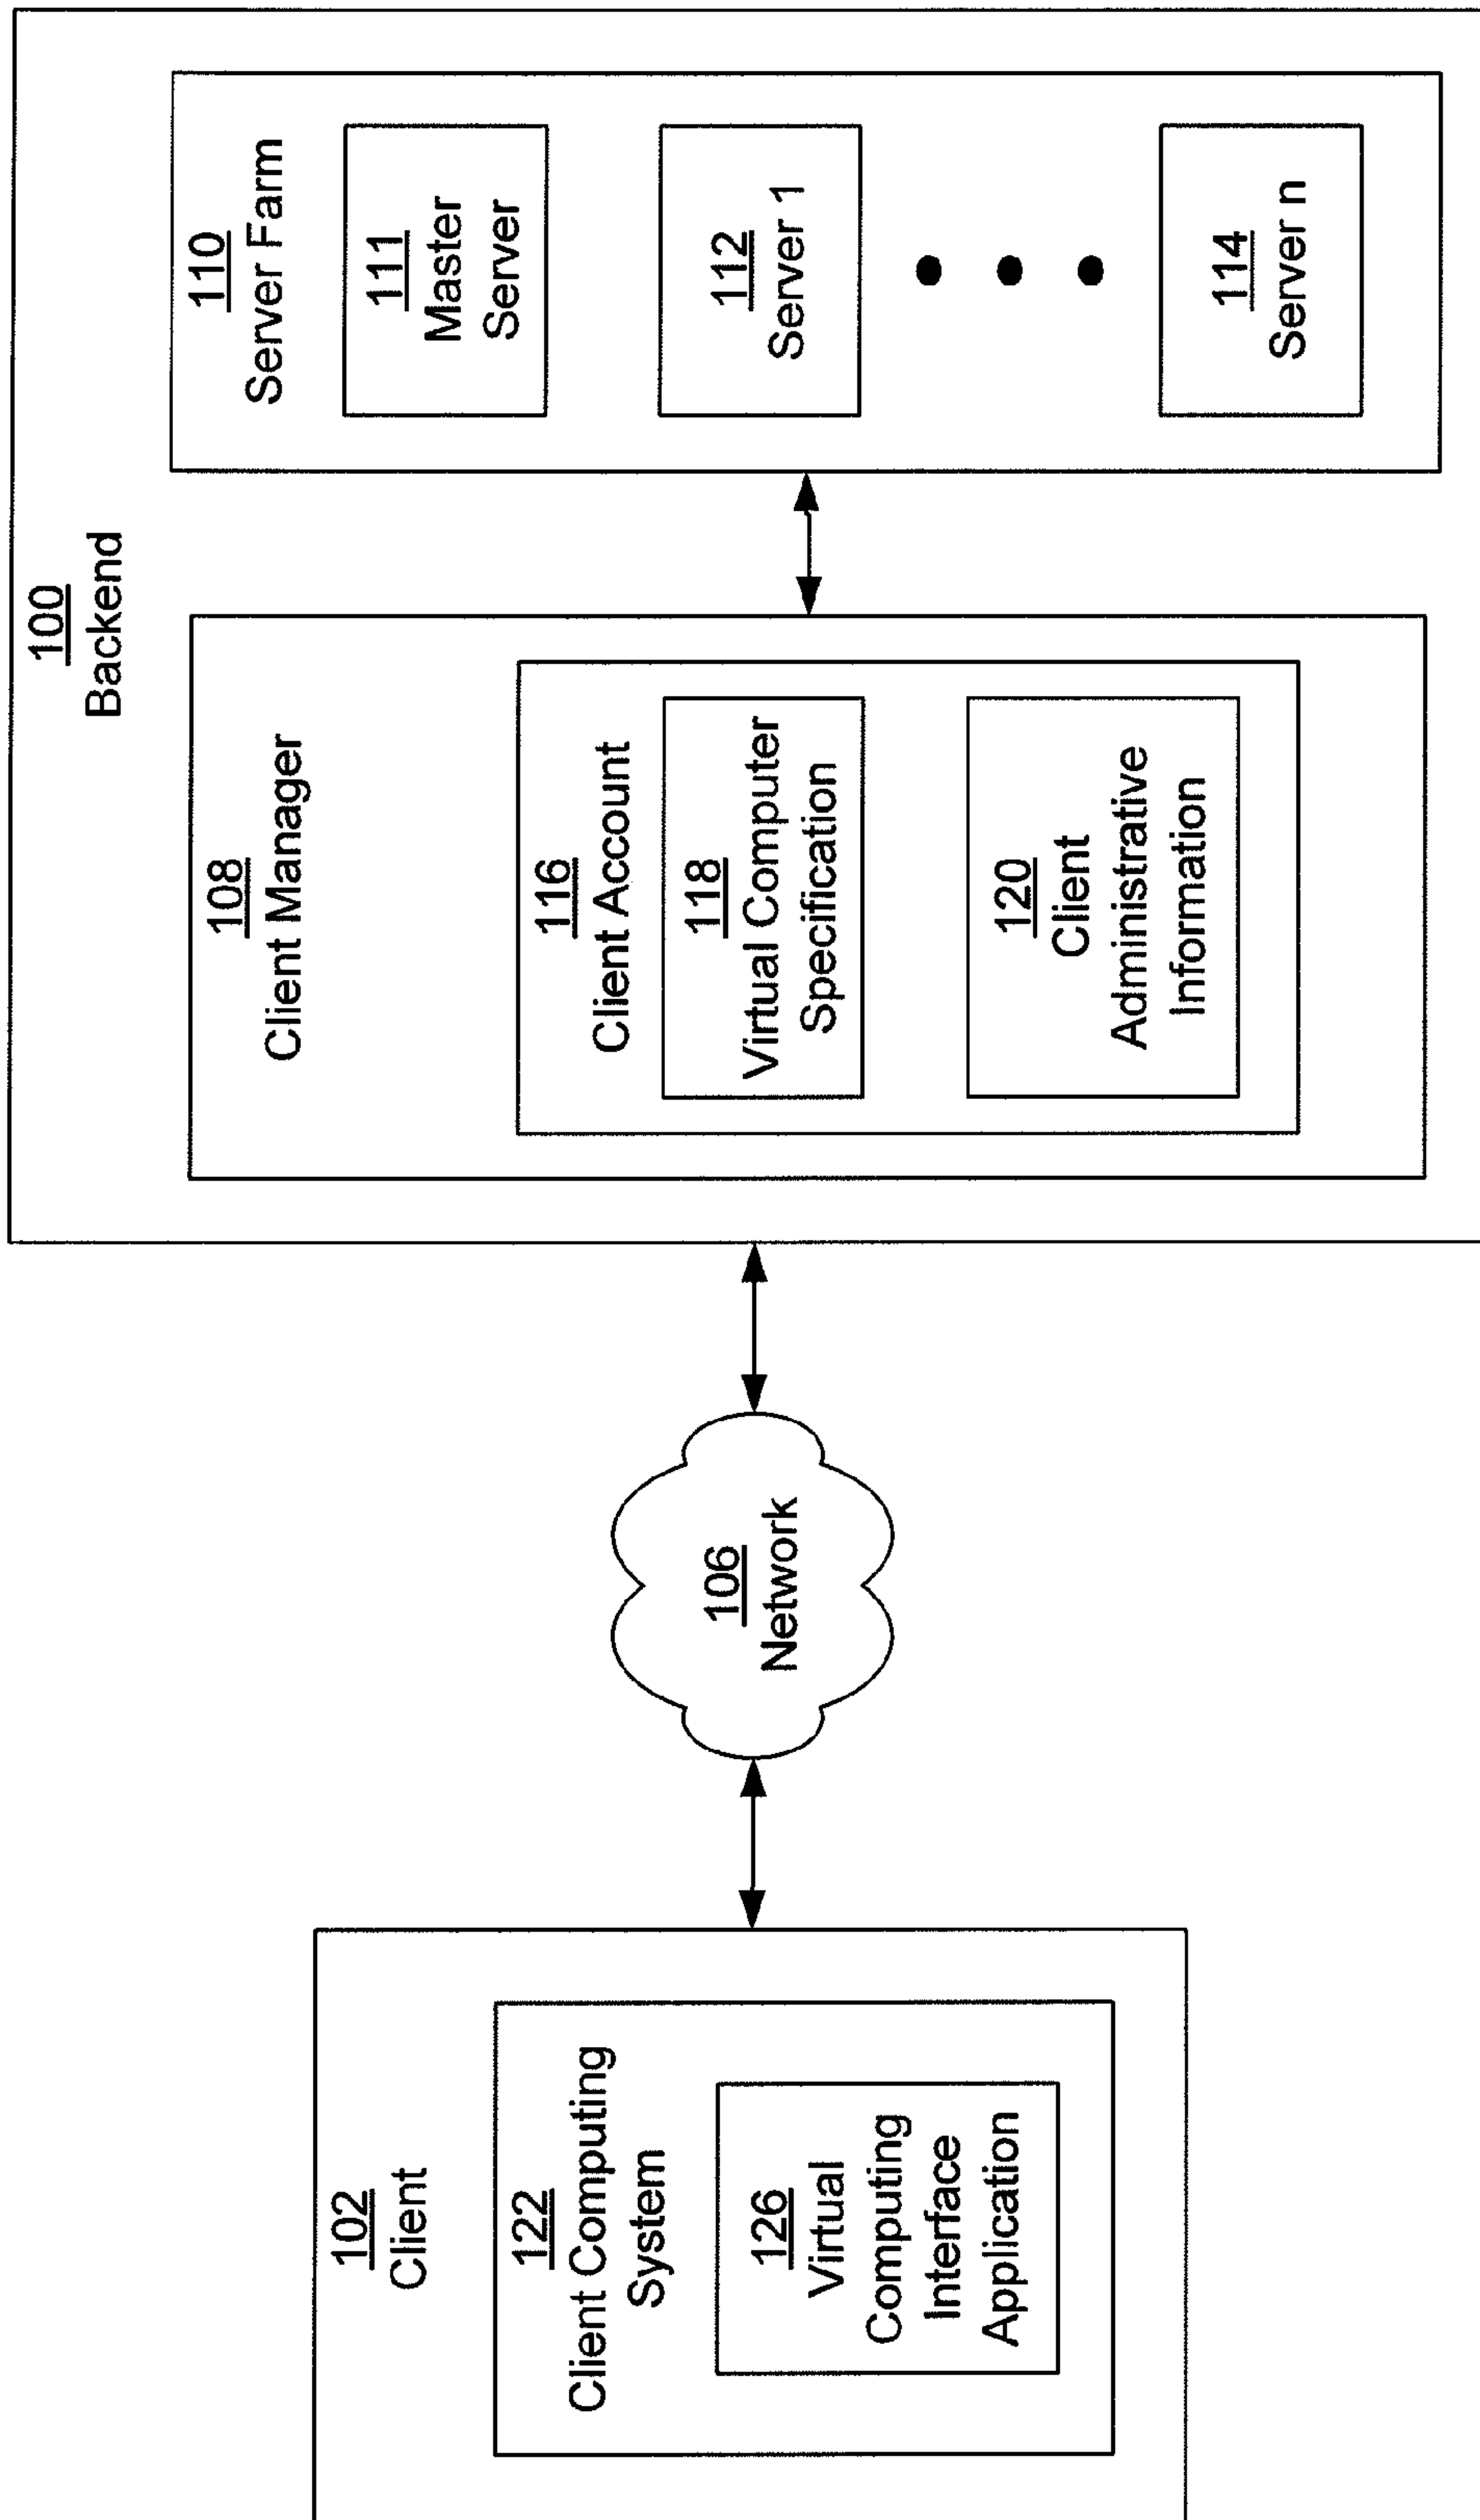 100
Backend
110
Server Farm
111
Master
Server
112
Server 1
114
Server n
108
Client Manager
116
Client Account
118
Virtual Computer
Specification
120
Client
Administrative
Information
106
Network
102
Client
122
Client Computing
System
126
Virtual
Computing
Interface
Application